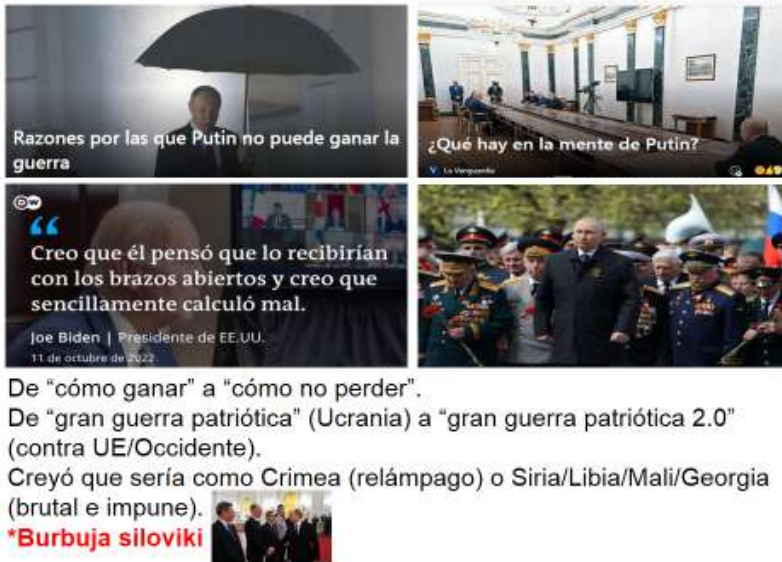 Razones por las que Putin no puede ganar la
guerra
¿Qué hay en la mente de Putin?
V La Vanguardia
DW
“
Creo que él pensó que lo recibirían
con los brazos abiertos y creo que
sencillamente calculó mal.
Joe Biden | Presidente de EE.UU.
11 de octubre de 2022
De “cómo ganar” a “cómo no perder”.
De “gran guerra patriótica” (Ucrania) a “gran guerra patriótica 2.0”
(contra UE/Occidente).
Creyó que sería como Crimea (relámpago) o Siria/Libia/Mali/Georgia
(brutal e impune).
*Burbuja siloviki